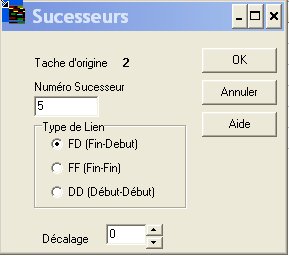 Sucesseurs
Tache d'origine 2
OK
Numéro Sucesseur
5
Annuler
Type de Lien
Aide
FD (Fin-Debut)
FF (Fin-Fin)
DD (Début-Début)
Décalage 0